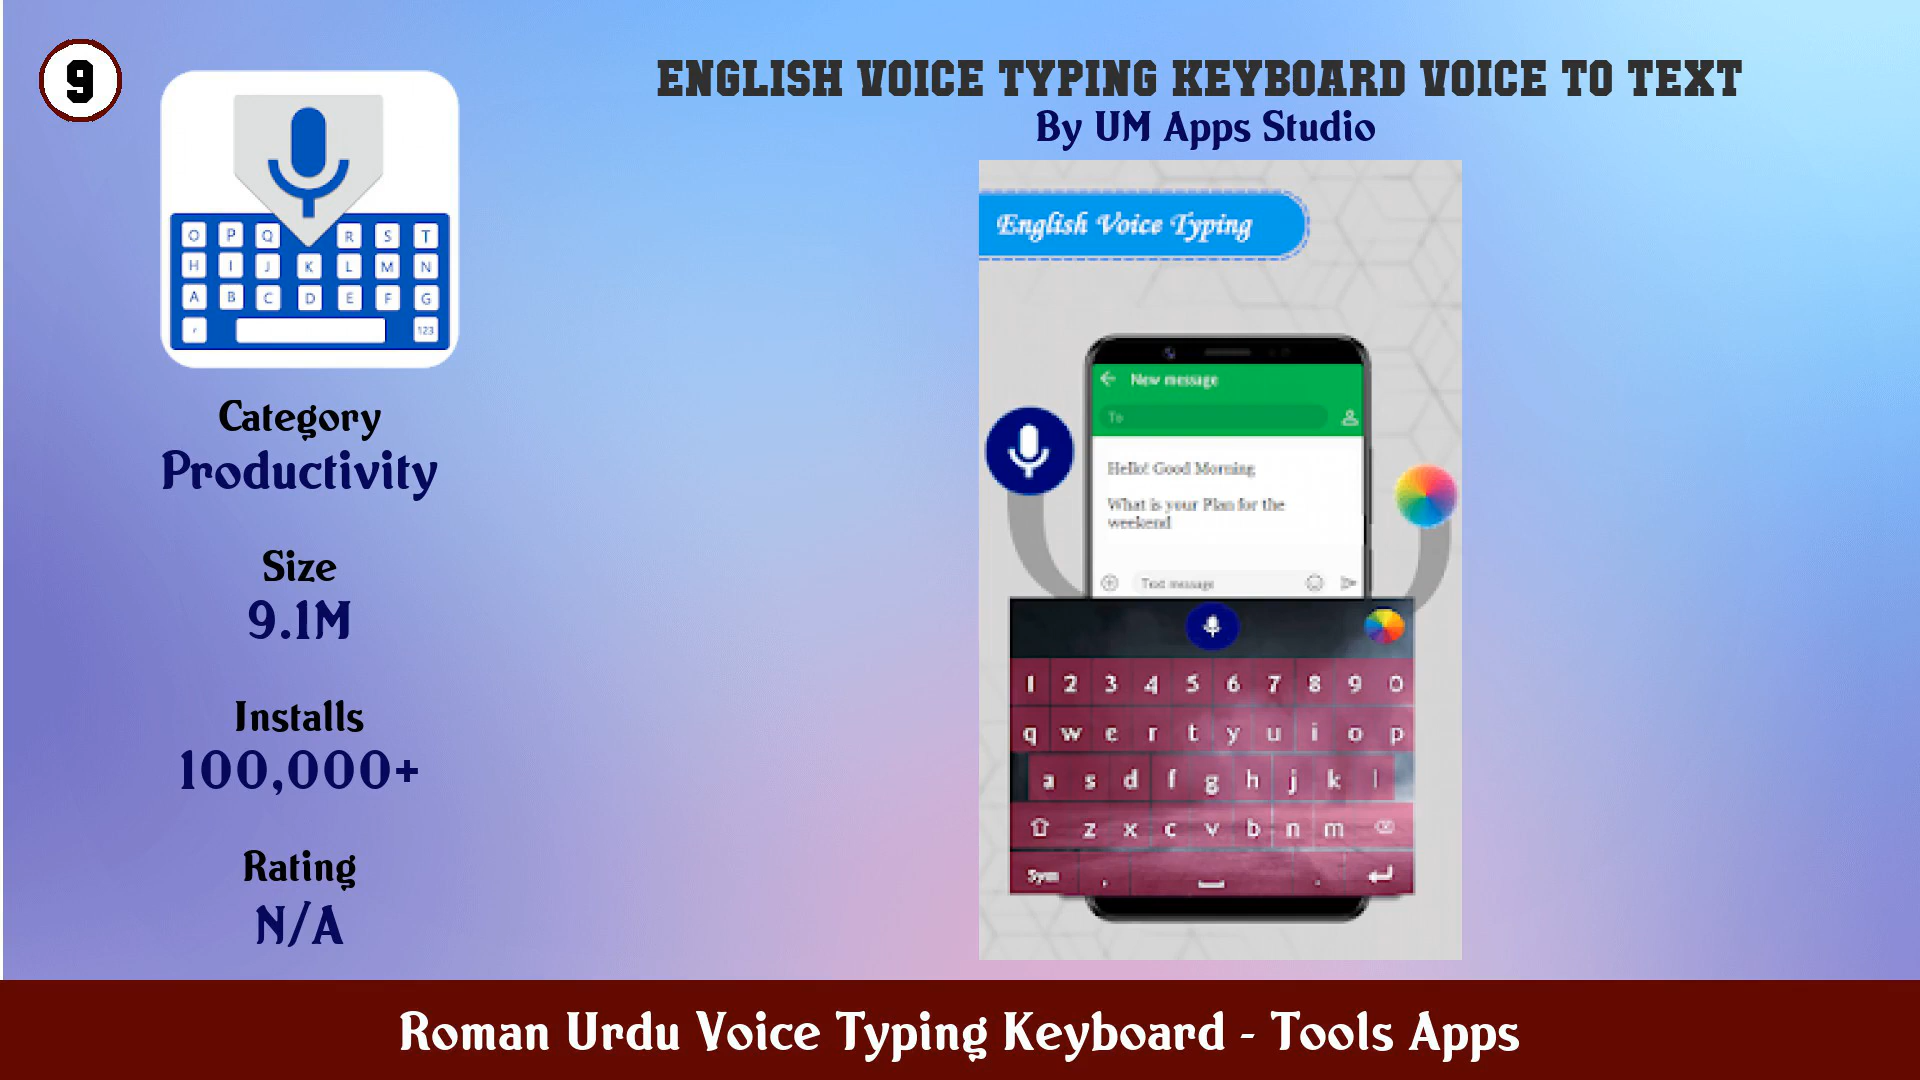 9
ENGLISH VOICE TYPING KEYBOARD VOICE TO TEXT
By UM Apps Studio
O P Q R S T
H I J K L M N
A B C D E F G
123
Category
Productivity
Size
9.1M
Installs
100,000+
Rating
N/A
English Voice Typing
New message
To
Hello! Good Morning
What is your Plan for the
weekend
Text message
1 2 3 4 5 6 7 8 9 0
q w e r t y u i o p
a s d f g h j k l
z x c v b n m
Sym , .
Roman Urdu Voice Typing Keyboard - Tools Apps